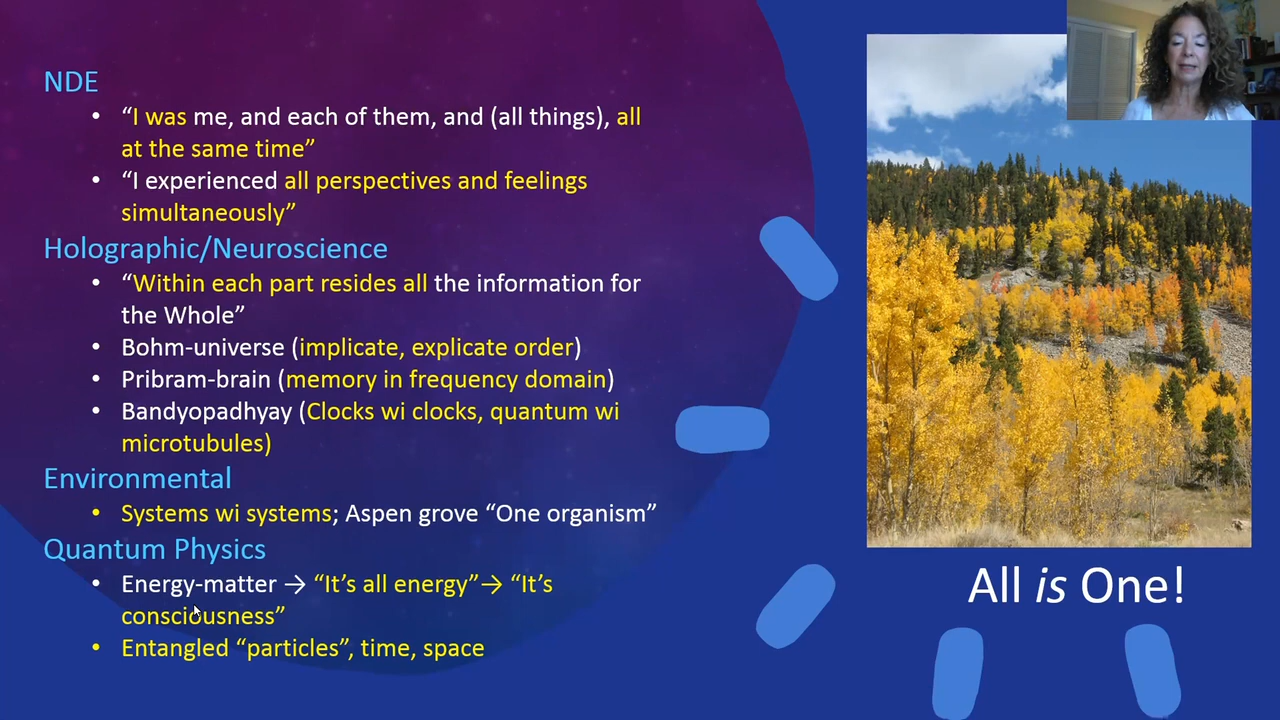 NDE
• “I was me, and each of them, and (all things), all
at the same time”
• “I experienced all perspectives and feelings
simultaneously”
Holographic/Neuroscience
• “Within each part resides all the information for
the Whole”
• Bohm-universe (implicate, explicate order)
• Pribram-brain (memory in frequency domain)
• Bandyopadhyay (Clocks wi clocks, quantum wi
microtubules)
Environmental
• Systems wi systems; Aspen grove “One organism”
Quantum Physics
• Energy-matter → “It’s all energy”→ “It’s
consciousness”
• Entangled “particles”, time, space
All is One!